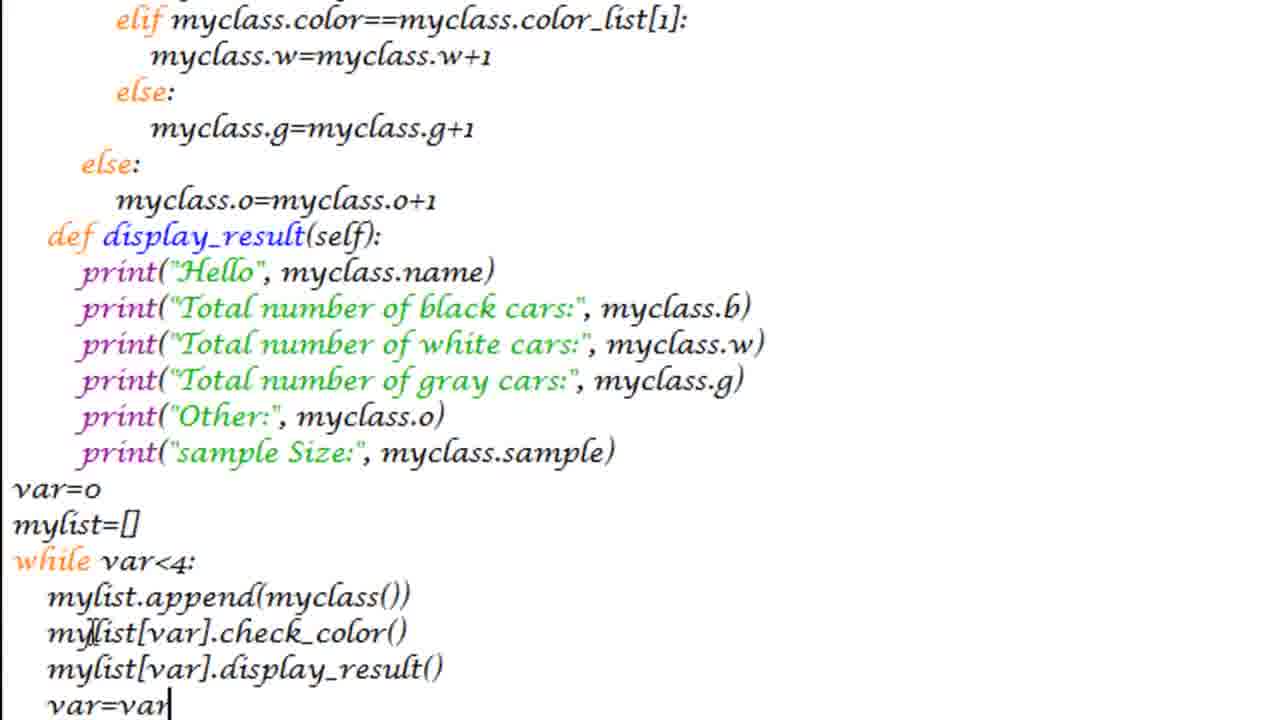 elif myclass.color==myclass.color_list[1]:
myclass.w=myclass.w+1
else:
myclass.g=myclass.g+1
else:
myclass.o=myclass.o+1
def display_result(self):
print("Hello", myclass.name)
print("Total number of black cars:", myclass.b)
print("Total number of white cars:", myclass.w)
print("Total number of gray cars:", myclass.g)
print("Other:", myclass.o)
print("sample Size:", myclass.sample)
var=0
mylist=[]
while var<4:
mylist.append(myclass())
mylist[var].check_color()
mylist[var].display_result()
var=var